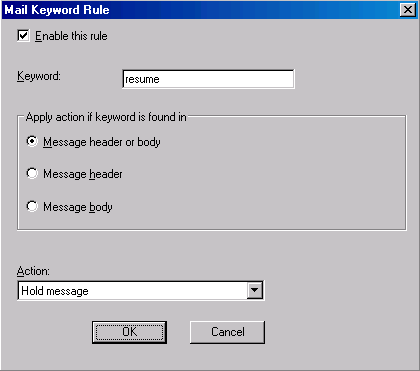 Mail Keyword Rule
Enable this rule
Keyword:
resume
Apply action if keyword is found in
Message header or body
Message header
Message body
Action:
Hold message
OK
Cancel